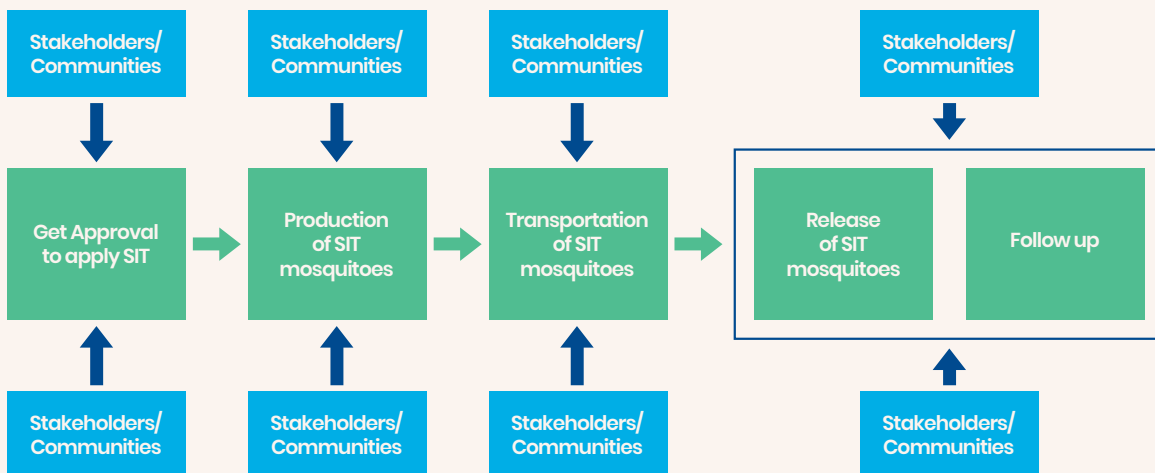 Stakeholders/
Communities
Stakeholders/
Communities
Stakeholders/
Communities
Stakeholders/
Communities
Get Approval
to apply SIT
Production
of SIT
mosquitoes
Transportation
of SIT
mosquitoes
Release
of SIT
mosquitoes
Follow up
Stakeholders/
Communities
Stakeholders/
Communities
Stakeholders/
Communities
Stakeholders/
Communities